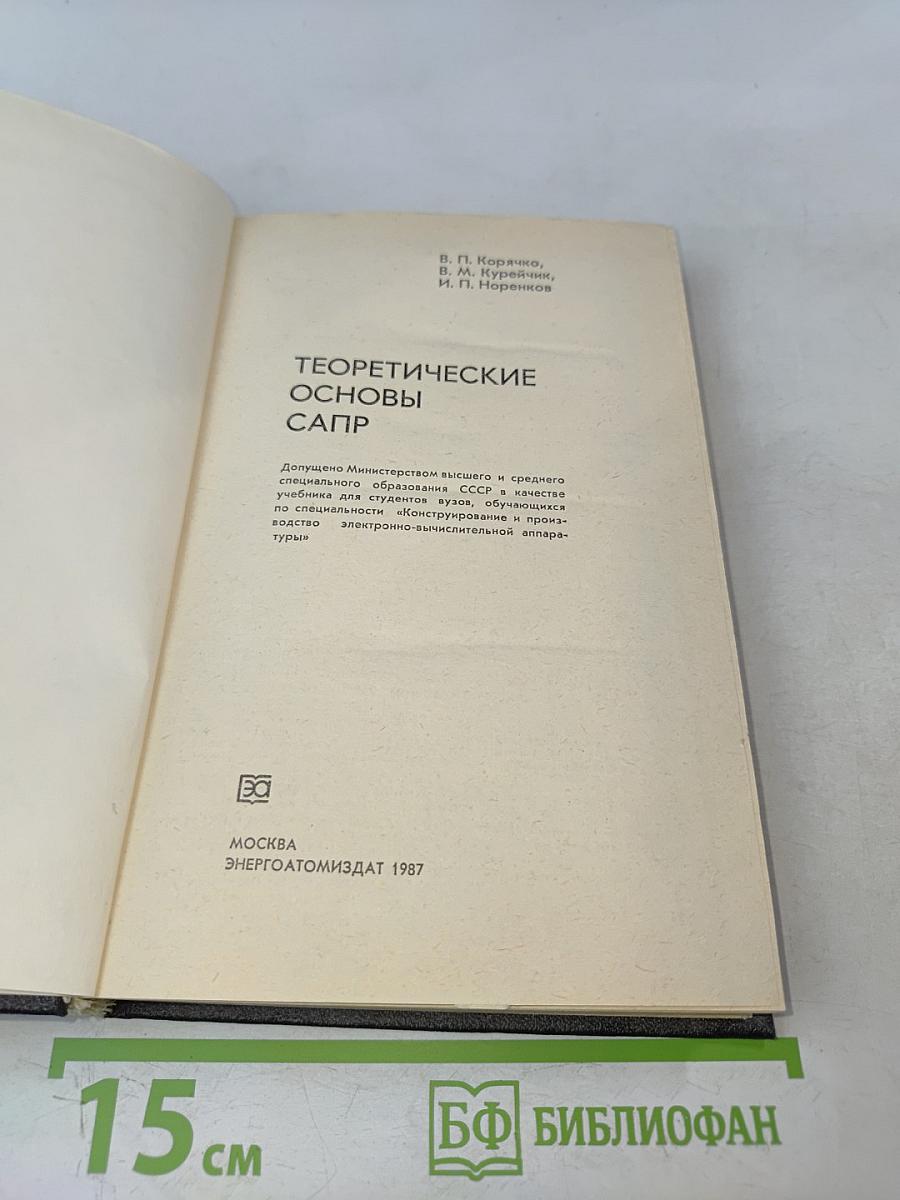 В. П. Корячко,
В. М. Курейчик,
И. П. Норенков
ТЕОРЕТИЧЕСКИЕ
ОСНОВЫ
САПР
Допущено Министерством высшего и среднего
специального образования СССР в качестве
учебника для студентов вузов, обучающихся
по специальности «Конструирование и произ-
водство электронно-вычислительной аппара-
туры»
ЭА
МОСКВА
ЭНЕРГОАТОМИЗДАТ 1987
15 см
БФ БИБЛИОФАН